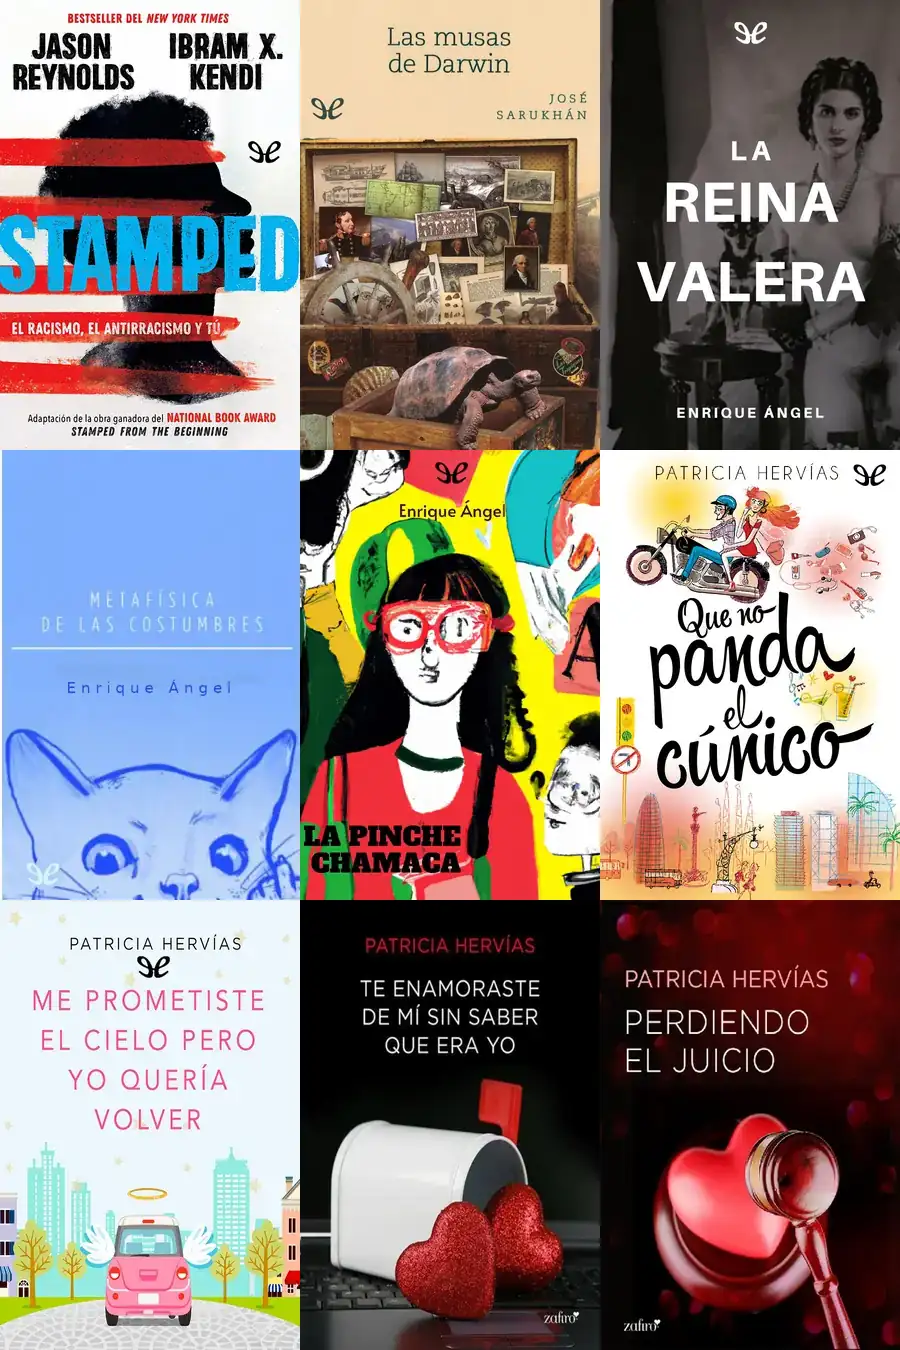 BESTSELLER DEL NEW YORK TIMES
JASON
REYNOLDS
IBRAM X.
KENDI
STAMPED
EL RACISMO, EL ANTIRRACISMO Y TÚ
Adaptación de la obra ganadora del NATIONAL BOOK AWARD
STAMPED FROM THE BEGINNING
Las musas
de Darwin
JOSÉ
SARUKHÁN
LA
REINA
VALERA
ENRIQUE ÁNGEL
METAFÍSICA
DE LAS COSTUMBRES
Enrique Ángel
Enrique Ángel
LA PINCHE
CHAMACA
PATRICIA HERVÍAS
Que no
panda
el
cúnico
PATRICIA HERVÍAS
ME PROMETISTE
EL CIELO PERO
YO QUERÍA
VOLVER
PATRICIA HERVÍAS
TE ENAMORASTE
DE MÍ SIN SABER
QUE ERA YO
zafiro
PATRICIA HERVÍAS
PERDIENDO
EL JUICIO
zafiro